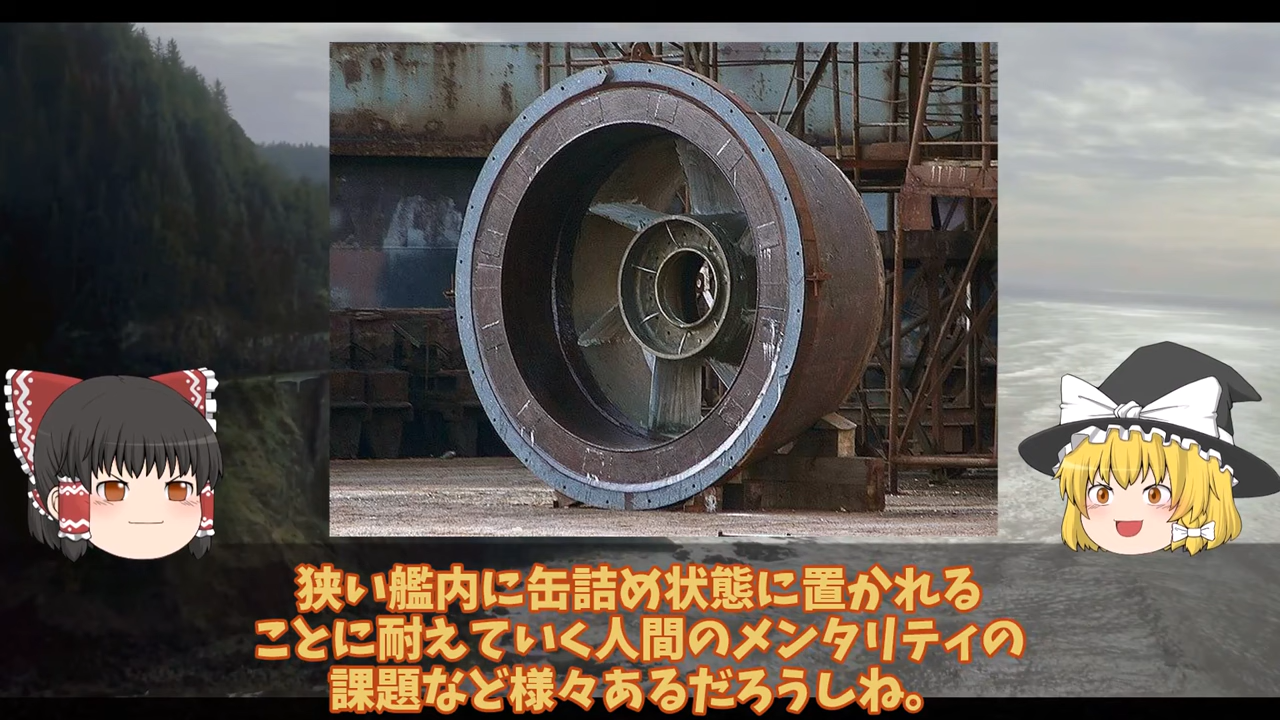 狭い艦内に缶詰め状態に置かれる
ことに耐えていく人間のメンタリティの
課題など様々あるだろうしね。